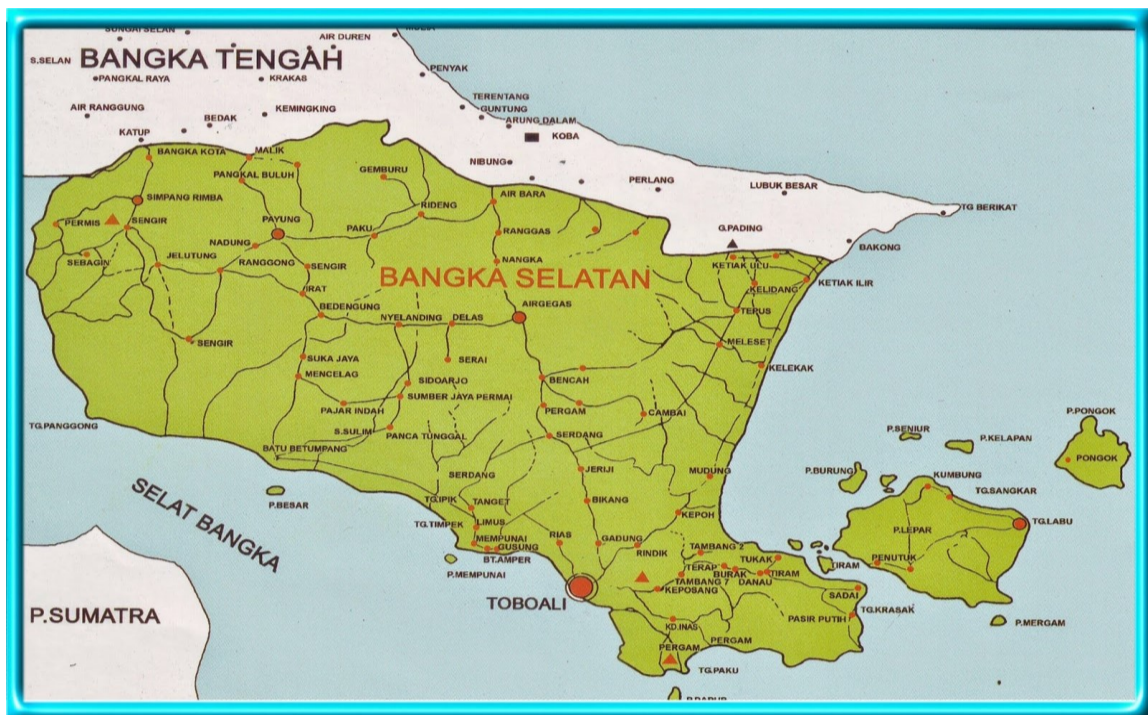 SUNGAI SELAN
AIR DUREN
S.SELAN
BANGKA TENGAH
PENYAK
PANGKAL RAYA
KRAKAB
TERENTANG
AIR RANGGUNG
KEMINGKING
GUNTUNG
BEDAK
ARUNG DALAM
KATUP
KOBA
BANGKA KOTA
MALIK
NIBUNG
GEMBURU
PANGKAL BULUH
PERLANG
LUBUK BESAR
SIMPANG RIMBA
AIR BARA
RIDENG
TG BERIKAT
PERMIS
SENGIR
PAYUNG
PAKU
RANGGAS
G.PADING
NADUNG
BAKONG
SEBAGIN
JELUTUNG
RANGGONG
SENGIR
NANGKA
KETIAK ULU
BANGKA SELATAN
KETIAK ILIR
IRAT
KELIDANG
BEDENGUNG
AIRGEGAS
TEPUS
NYELANDING
DELAS
SENGIR
MELESET
SUKA JAYA
SERAI
KELEKAK
MENCELAG
SIDOARJO
BENCAH
SUMBER JAYA PERMAI
PAJAR INDAH
PERGAM
CAMBAI
P.PONGOK
TG.PANGGONG
S.SULIM
PANCA TUNGGAL
SERDANG
P.SENIUR
P.KELAPAN
BATU BETUMPANG
PONGOK
SERDANG
JERIJI
MUDUNG
P.BURUNG
KUMBUNG
SELAT BANGKA
P.BESAR
TG.SANGKAR
TG.IPIK
TANGET
BIKANG
KEPOH
TG.TIMPEK
LIMUS
TG.LABU
P.LEPAR
MEMPUNAI
RIAS
GADUNG
GUSUNG
RINDIK
TAMBANG 2
BT.AMPER
TUKAK
PENUTUK
TERAP
TIRAM
P.MEMPUNAI
BURAK
TIRAM
TAMBANG 7
DANAU
KEPOSANG
SADAI
TOBOALI
TG.KRASAK
P.SUMATRA
PASIR PUTIH
P.MERGAM
KD.INAS
PERGAM
PERGAM
TG.PAKU